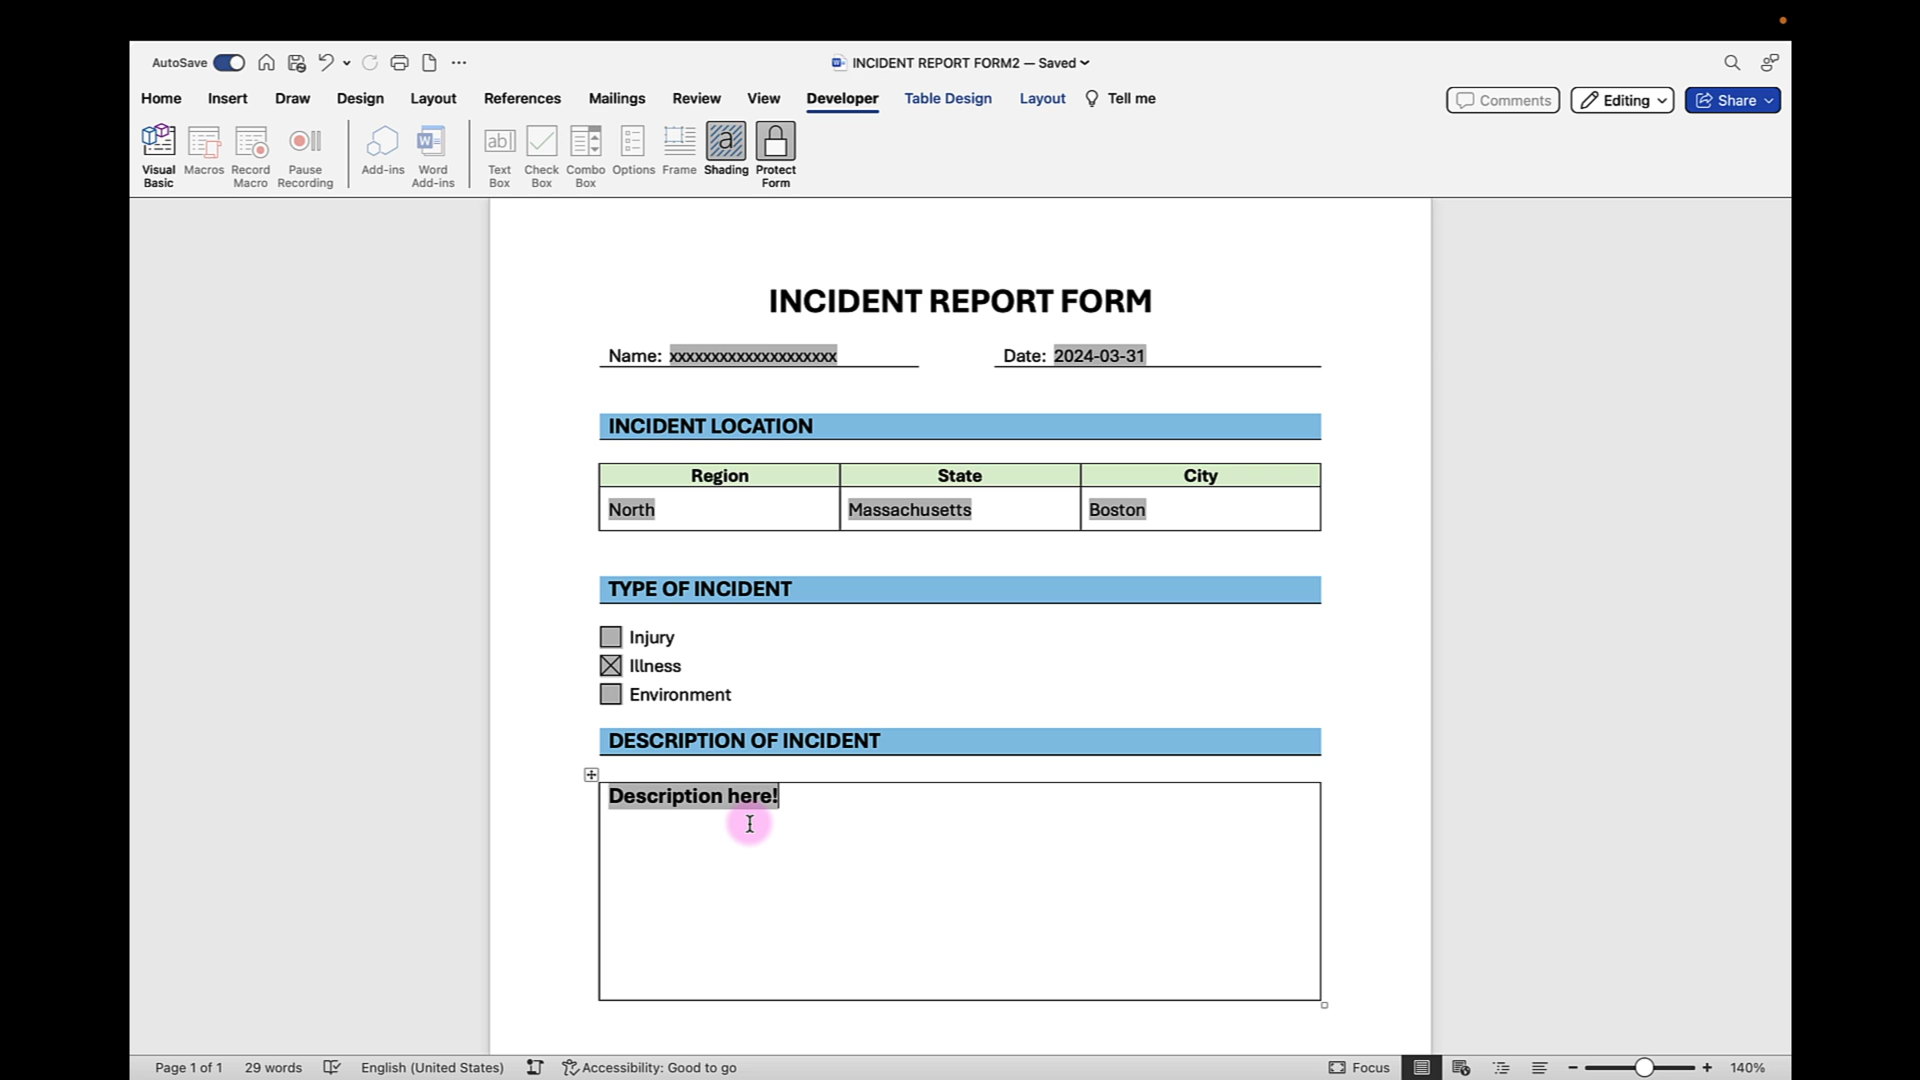 AutoSave
INCIDENT REPORT FORM2 — Saved
Home Insert Draw Design Layout References Mailings Review View Developer Table Design Layout Tell me
Comments Editing Share
Visual Basic
Macros
Record Macro
Pause Recording
Add-ins
Word Add-ins
ab Text Box
Check Box
Combo Box
Options
Frame
a Shading
Protect Form
INCIDENT REPORT FORM
Name: xxxxxxxxxxxxxxxxxxxx Date: 2024-03-31
INCIDENT LOCATION
Region State City
North Massachusetts Boston
TYPE OF INCIDENT
Injury
Illness
Environment
DESCRIPTION OF INCIDENT
Description here!
Page 1 of 1 29 words English (United States) Accessibility: Good to go Focus 140%